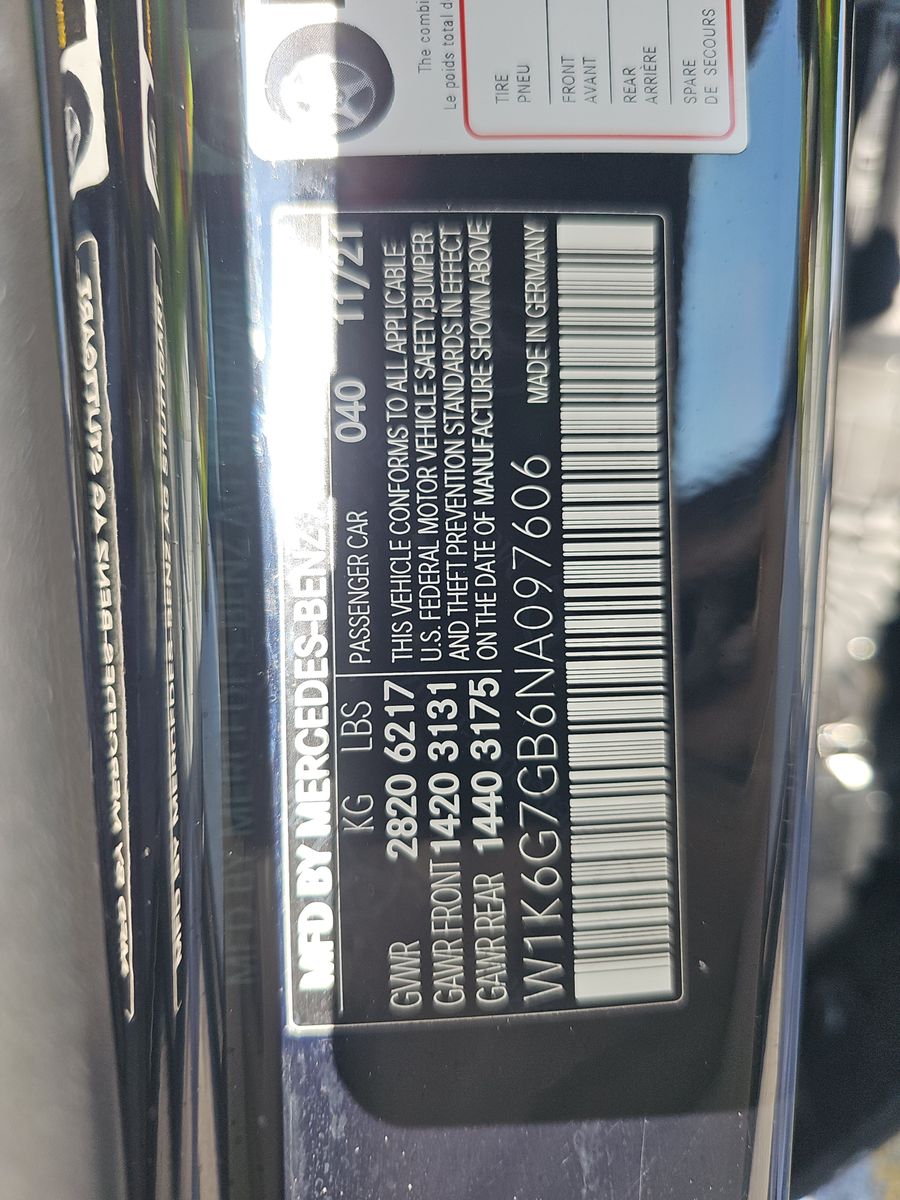 The combi
Le poids total d
TIRE
PNEU
FRONT
AVANT
REAR
ARRIÈRE
SPARE
DE SECOURS
MFD BY MERCEDES-BENZ
KG LBS PASSENGER CAR 040 11/21
GVWR 2820 6217 THIS VEHICLE CONFORMS TO ALL APPLICABLE
GAWR FRONT 1420 3131 U.S. FEDERAL MOTOR VEHICLE SAFETY,BUMPER
GAWR REAR 1440 3175 AND THEFT PREVENTION STANDARDS IN EFFECT
ON THE DATE OF MANUFACTURE SHOWN ABOVE
W1K6G7GB6NA097606 MADE IN GERMANY